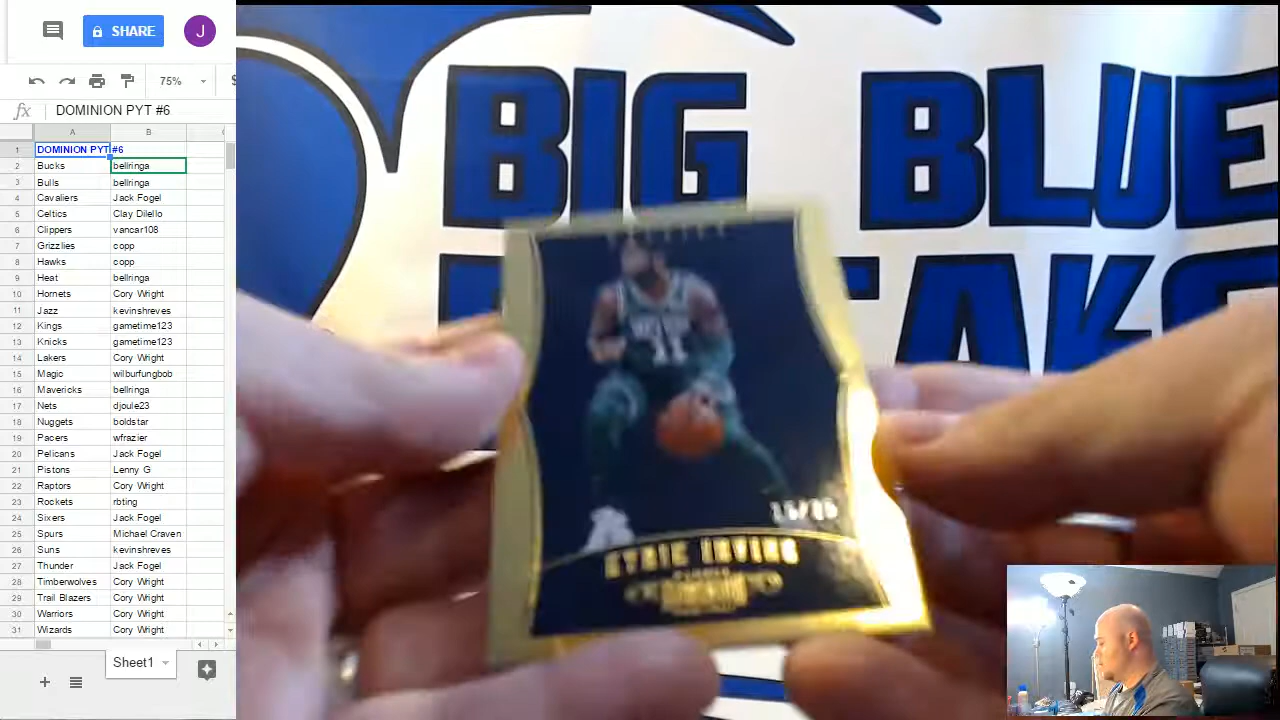 SHARE
J
75%
$
fx
DOMINION PYT #6
A B
1 DOMINION PYT #6
2 Bucks bellringa
3 Bulls bellringa
4 Cavaliers Jack Fogel
5 Celtics Clay Dilello
6 Clippers vancar108
7 Grizzlies copp
8 Hawks copp
9 Heat bellringa
10 Hornets Cory Wright
11 Jazz kevinshreves
12 Kings gametime123
13 Knicks gametime123
14 Lakers Cory Wright
15 Magic wilburfungbob
16 Mavericks bellringa
17 Nets djoule23
18 Nuggets boldstar
19 Pacers wfrazier
20 Pelicans Jack Fogel
21 Pistons Lenny G
22 Raptors Cory Wright
23 Rockets rbting
24 Sixers Jack Fogel
25 Spurs Michael Craven
26 Suns kevinshreves
27 Thunder Jack Fogel
28 Timberwolves Cory Wright
29 Trail Blazers Cory Wright
30 Warriors Cory Wright
31 Wizards Cory Wright
Sheet1
BIG BLUE
11
KYRIE IRVING